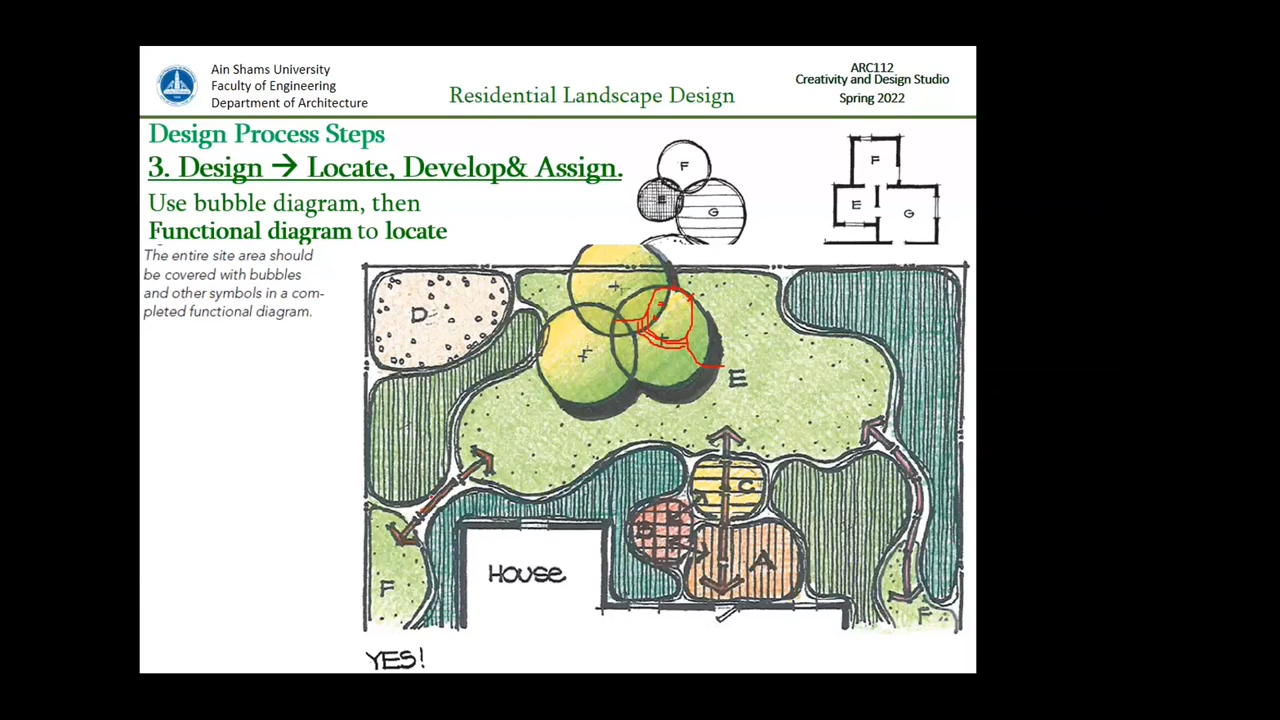 Ain Shams University
Faculty of Engineering
Department of Architecture
Residential Landscape Design
ARC112
Creativity and Design Studio
Spring 2022
Design Process Steps
3. Design → Locate, Develop& Assign.
Use bubble diagram, then
Functional diagram to locate
The entire site area should
be covered with bubbles
and other symbols in a com-
pleted functional diagram.
F
E
G
F
E
G
D
E
C
B
A
HOUSE
F
F
YES!